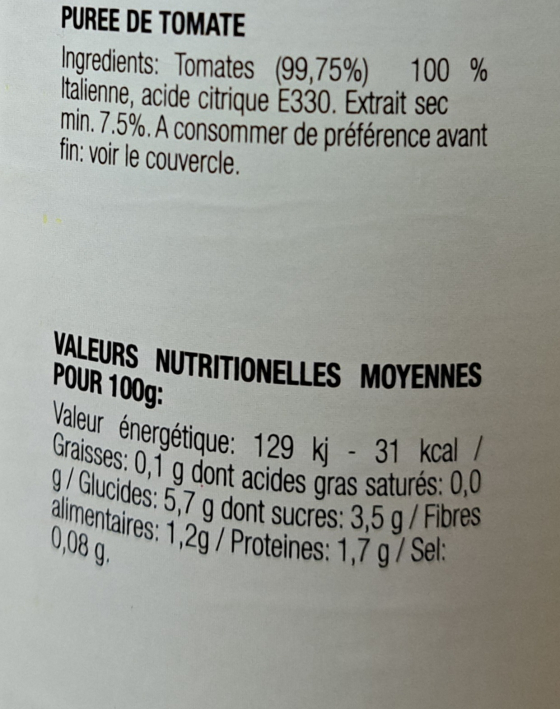 PUREE DE TOMATE
Ingredients: Tomates (99,75%) 100 %
Italienne, acide citrique E330. Extrait sec
min. 7.5%. A consommer de préférence avant
fin: voir le couvercle.
VALEURS NUTRITIONELLES MOYENNES
POUR 100g:
Valeur énergétique: 129 kj - 31 kcal /
Graisses: 0,1 g dont acides gras saturés: 0,0
g / Glucides: 5,7 g dont sucres: 3,5 g / Fibres
alimentaires: 1,2g / Proteines: 1,7 g / Sel:
0,08 g.